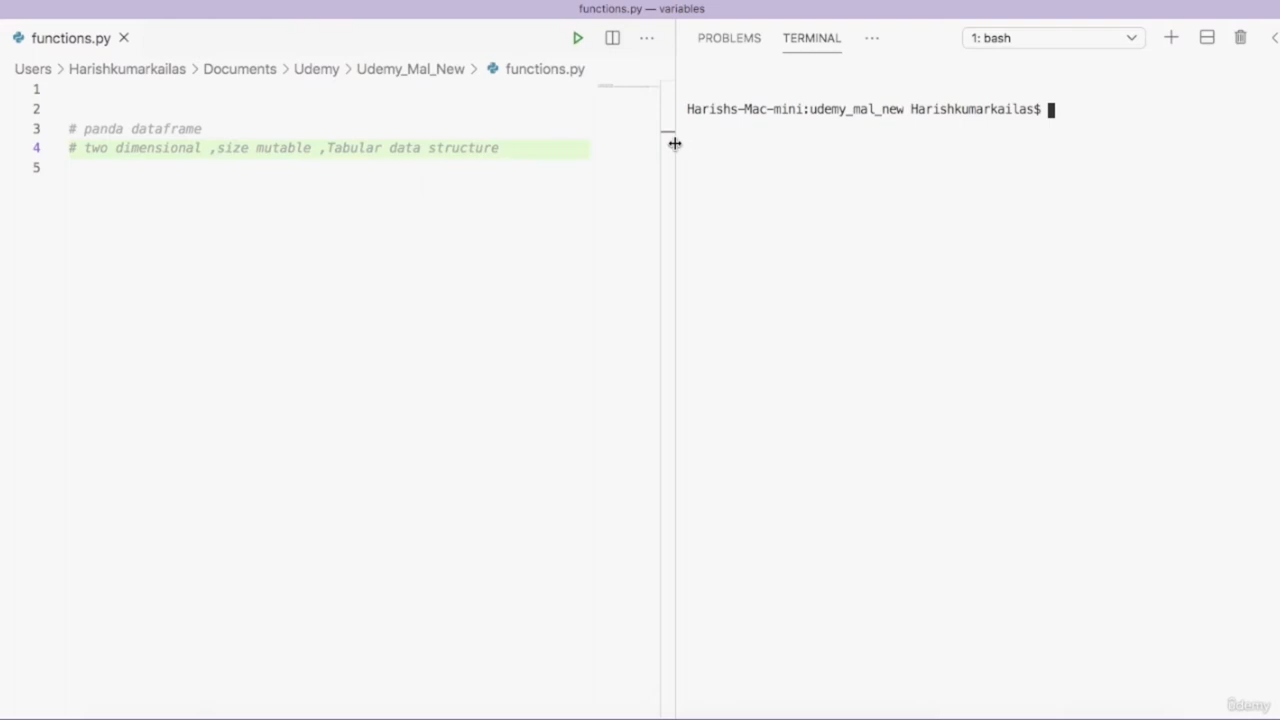 functions.py — variables
functions.py
PROBLEMS TERMINAL ... 1: bash
Users > Harishkumarkailas > Documents > Udemy > Udemy_Mal_New > functions.py
1
2
3 # panda dataframe
4 # two dimensional ,size mutable ,Tabular data structure
5
Harishs-Mac-mini:udemy_mal_new Harishkumarkailas$
ûdemy